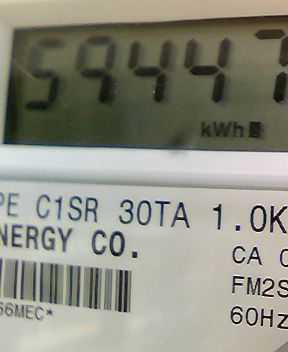 59447
kWh
PE C1SR 30TA 1.0K
NERGY CO.
CA
FM2S
66MEC*
60Hz